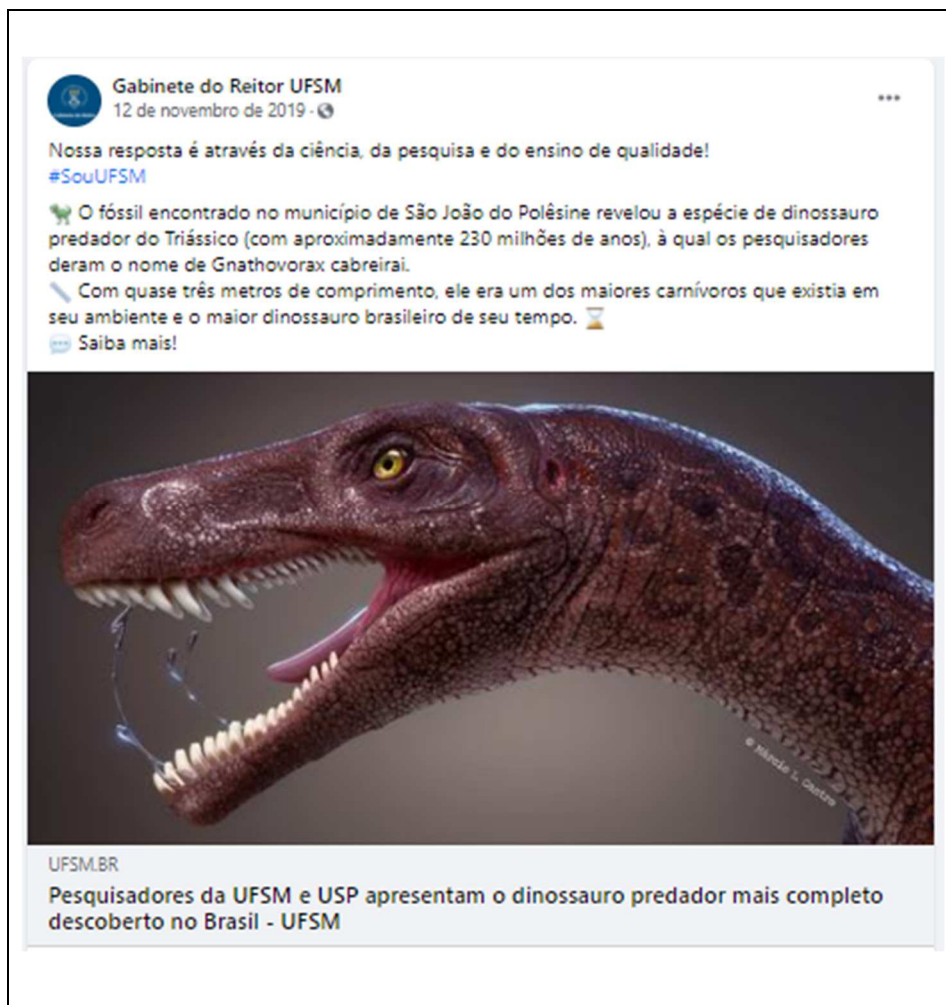 Gabinete do Reitor UFSM
12 de novembro de 2019 ·
Nossa resposta é através da ciência, da pesquisa e do ensino de qualidade!
#SouUFSM
O fóssil encontrado no município de São João do Polêsine revelou a espécie de dinossauro
predador do Triássico (com aproximadamente 230 milhões de anos), à qual os pesquisadores
deram o nome de Gnathovorax cabreirai.
Com quase três metros de comprimento, ele era um dos maiores carnívoros que existia em
seu ambiente e o maior dinossauro brasileiro de seu tempo.
Saiba mais!
© Márcio L. Castro
UFSM.BR
Pesquisadores da UFSM e USP apresentam o dinossauro predador mais completo
descoberto no Brasil - UFSM